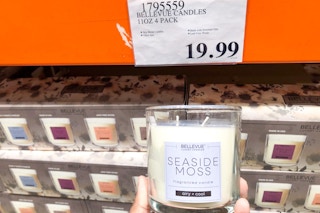 1795559
BELLEVUE CANDLES
11OZ 4 PACK
19.99
BELLEVUE
SEASIDE
MOSS
airy + cool